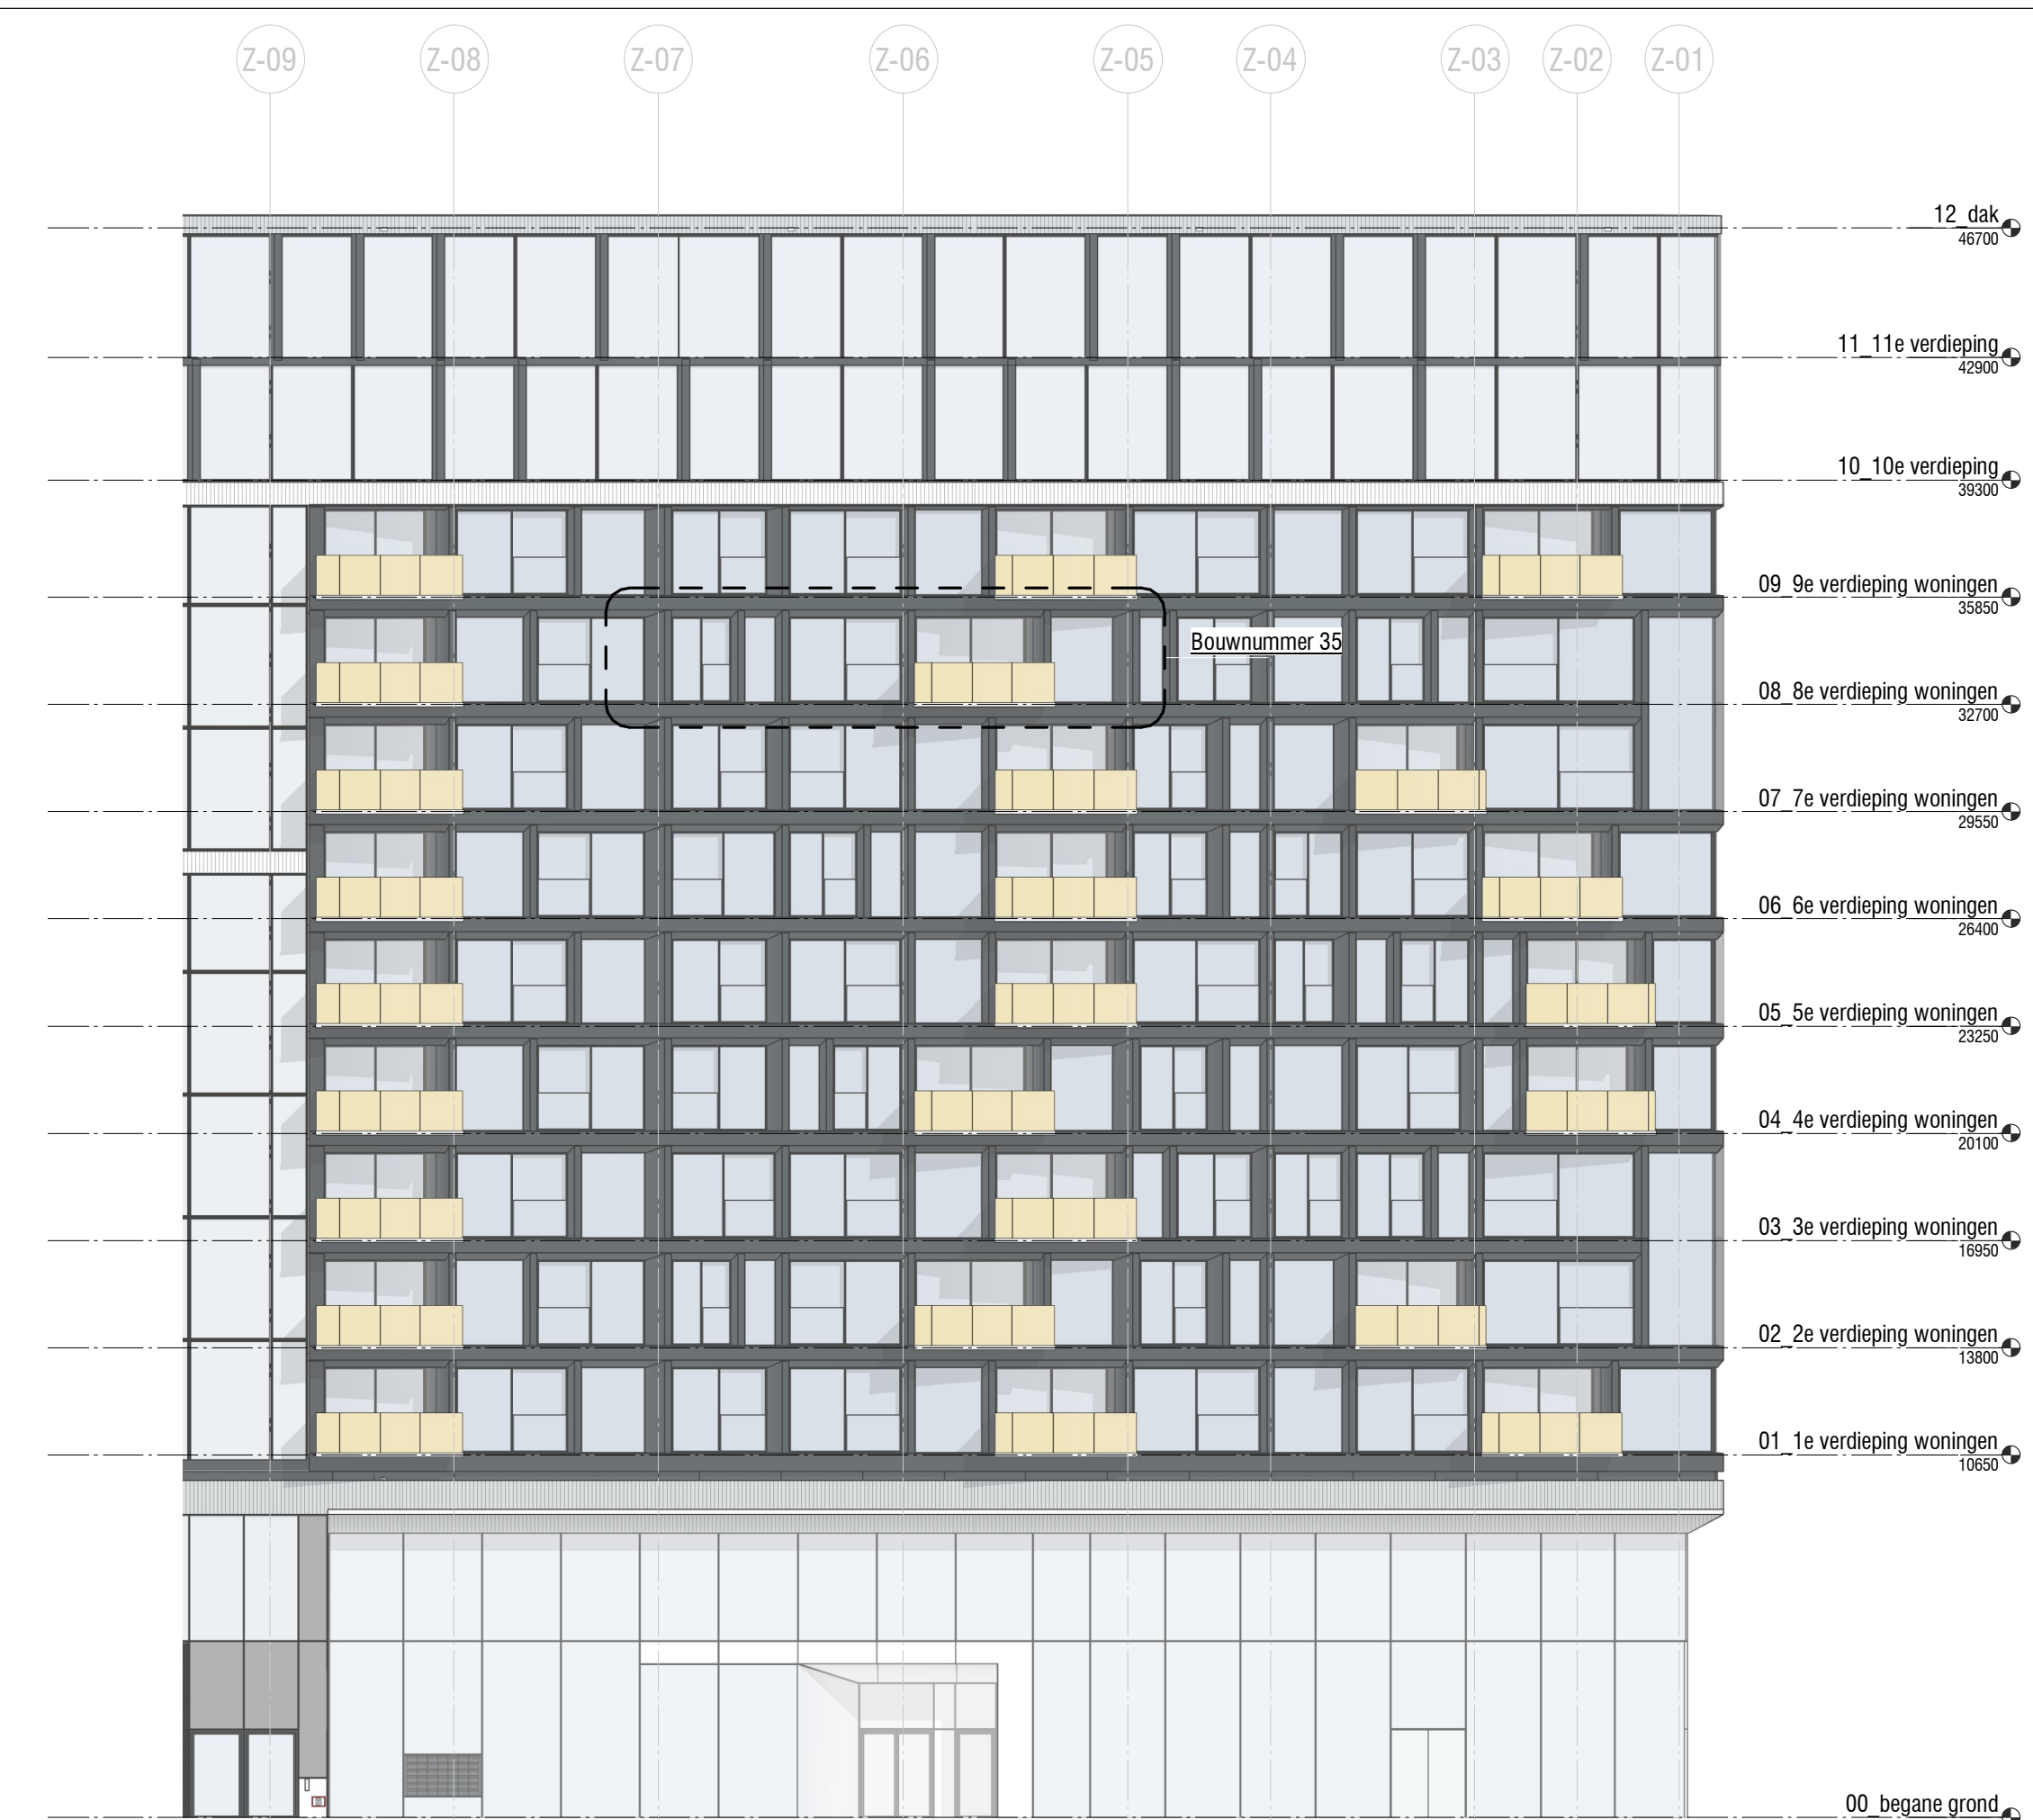 Z-09 Z-08 Z-07 Z-06 Z-05 Z-04 Z-03 Z-02 Z-01
12_dak
46700
11_11e verdieping
42900
10_10e verdieping
39300
09_9e verdieping woningen
35850
Bouwnummer 35
08_8e verdieping woningen
32700
07_7e verdieping woningen
29550
06_6e verdieping woningen
26400
05_5e verdieping woningen
23250
04_4e verdieping woningen
20100
03_3e verdieping woningen
16950
02_2e verdieping woningen
13800
01_1e verdieping woningen
10650
00_begane grond